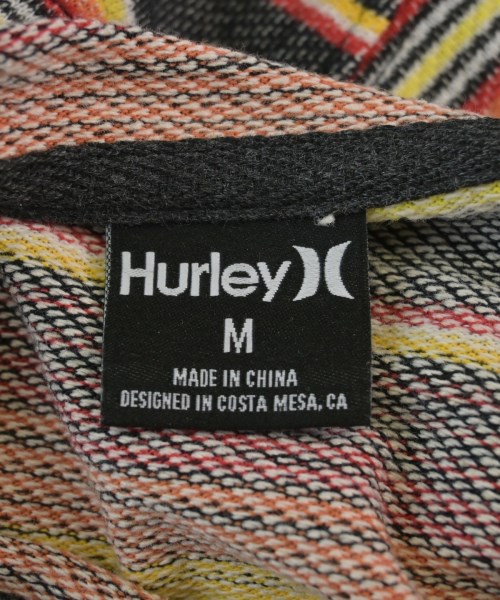 Hurley
M
MADE IN CHINA
DESIGNED IN COSTA MESA, CA